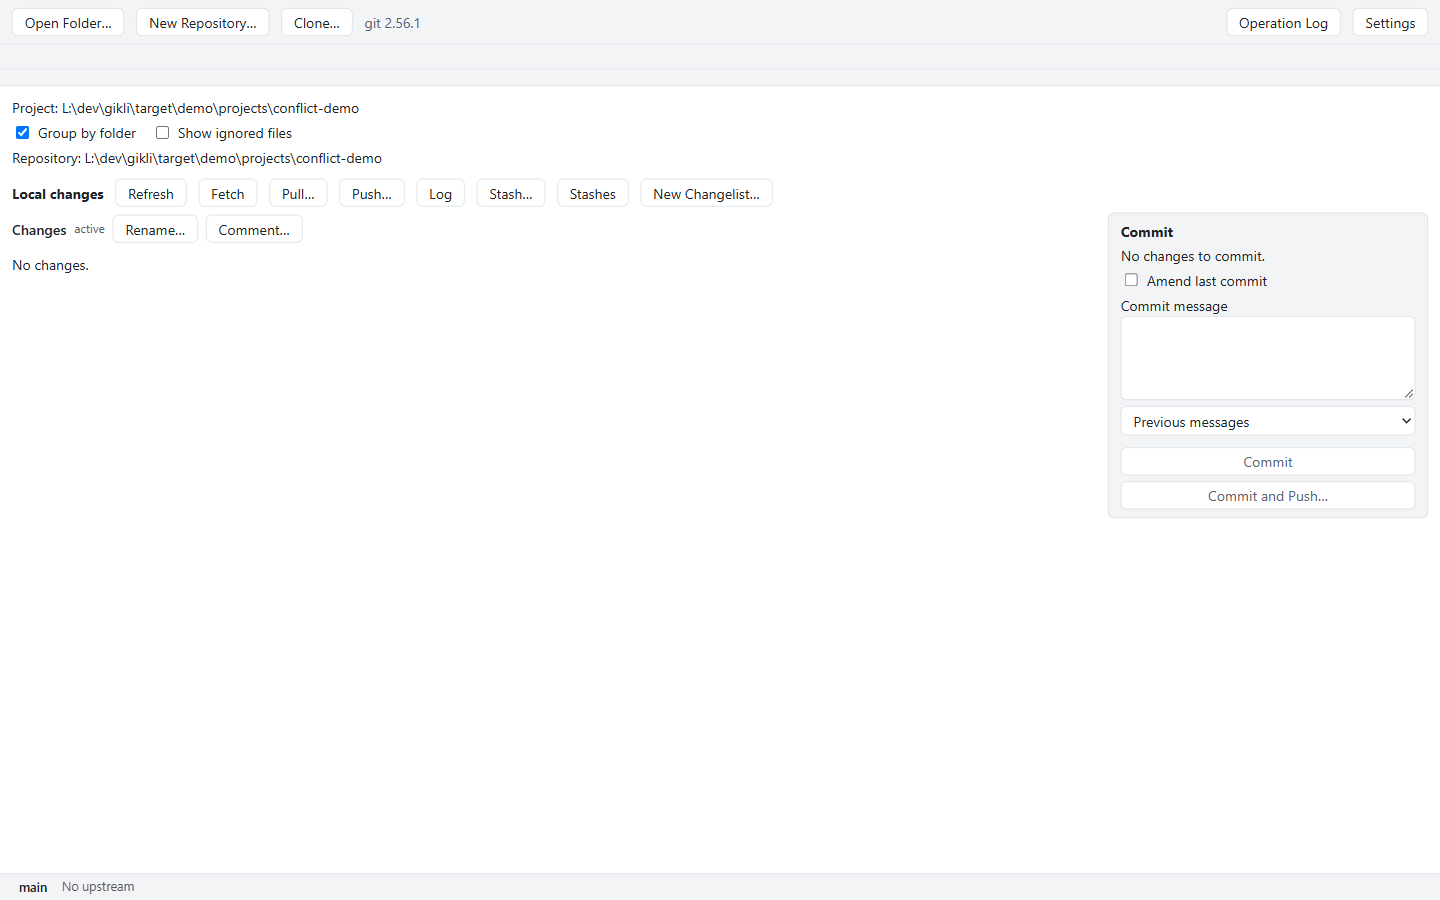 Open Folder... New Repository... Clone... git 2.56.1 Operation Log Settings
Project: L:\dev\gikli\target\demo\projects\conflict-demo
Group by folder Show ignored files
Repository: L:\dev\gikli\target\demo\projects\conflict-demo
Local changes Refresh Fetch Pull... Push... Log Stash... Stashes New Changelist...
Changes active Rename... Comment...
No changes.
Commit
No changes to commit.
Amend last commit
Commit message
Previous messages
Commit
Commit and Push...
main No upstream